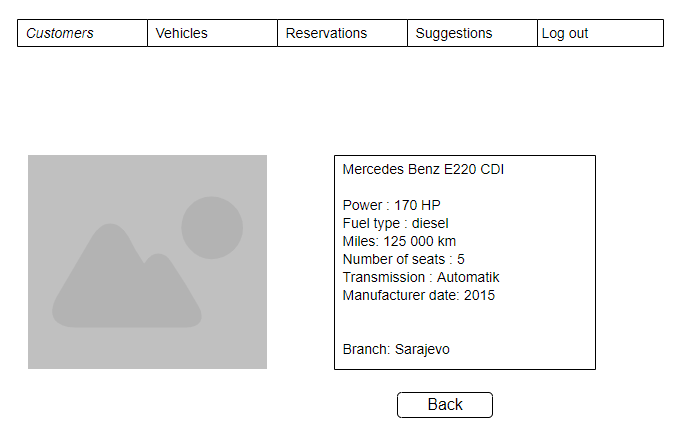 Customers Vehicles Reservations Suggestions Log out
Mercedes Benz E220 CDI
Power : 170 HP
Fuel type : diesel
Miles: 125 000 km
Number of seats : 5
Transmission : Automatik
Manufacturer date: 2015
Branch: Sarajevo
Back